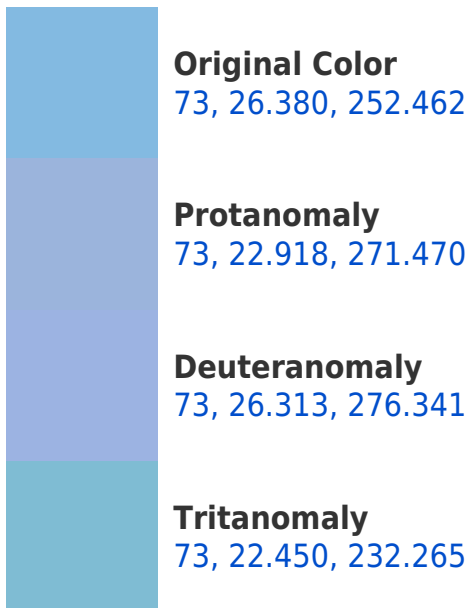 Original Color
73, 26.380, 252.462
Protanomaly
73, 22.918, 271.470
Deuteranomaly
73, 26.313, 276.341
Tritanomaly
73, 22.450, 232.265